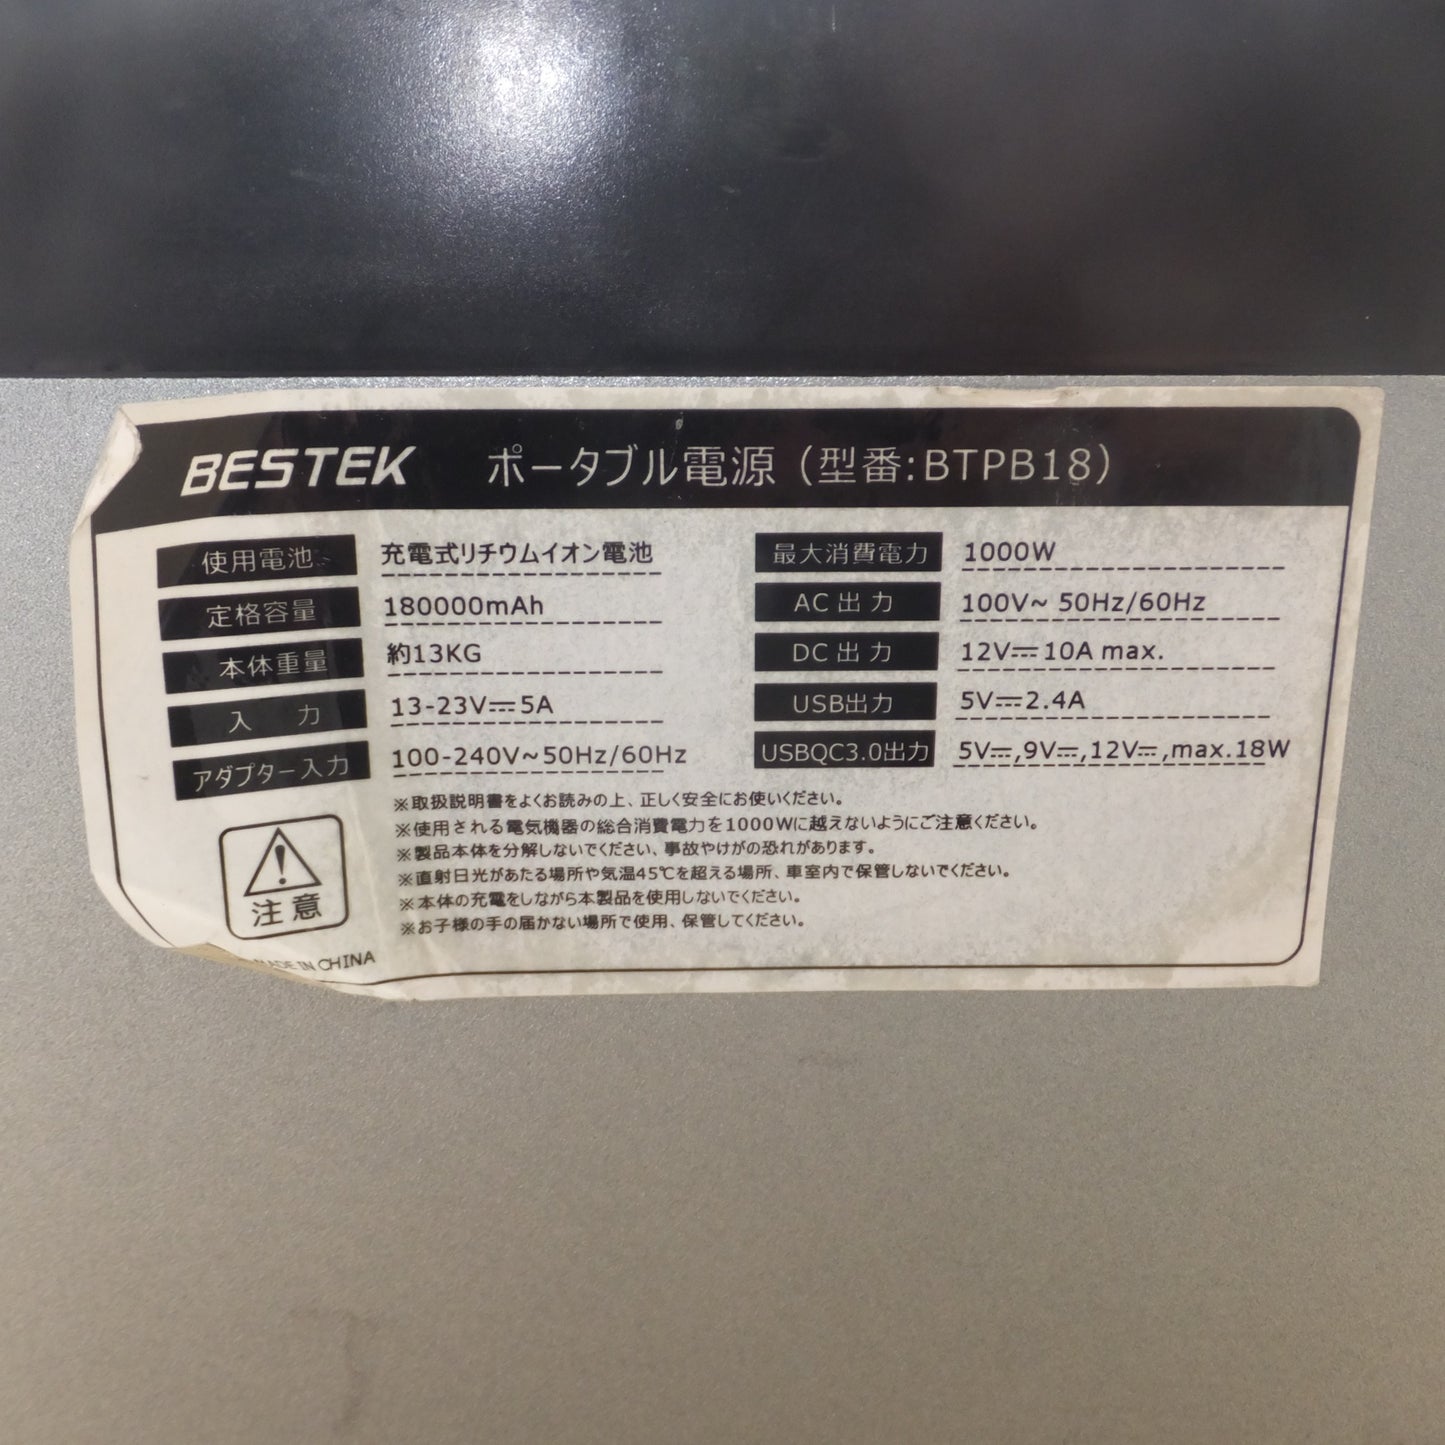 BESTEK ポータブル電源（型番:BTPB18）
使用電池 充電式リチウムイオン電池
定格容量 180000mAh
本体重量 約13KG
入 力 13-23V⎓5A
アダプター入力 100-240V~50Hz/60Hz
最大消費電力 1000W
AC出力 100V~ 50Hz/60Hz
DC出力 12V⎓10A max.
USB出力 5V⎓2.4A
USBQC3.0出力 5V⎓,9V⎓,12V⎓,max.18W
※取扱説明書をよくお読みの上、正しく安全にお使いください。
※使用される電気機器の総合消費電力を1000Wに越えないようにご注意ください。
※製品本体を分解しないでください、事故やけがの恐れがあります。
※直射日光があたる場所や気温45℃を超える場所、車室内で保管しないでください。
※本体の充電をしながら本製品を使用しないでください。
※お子様の手の届かない場所で使用、保管してください。
注意
MADE IN CHINA